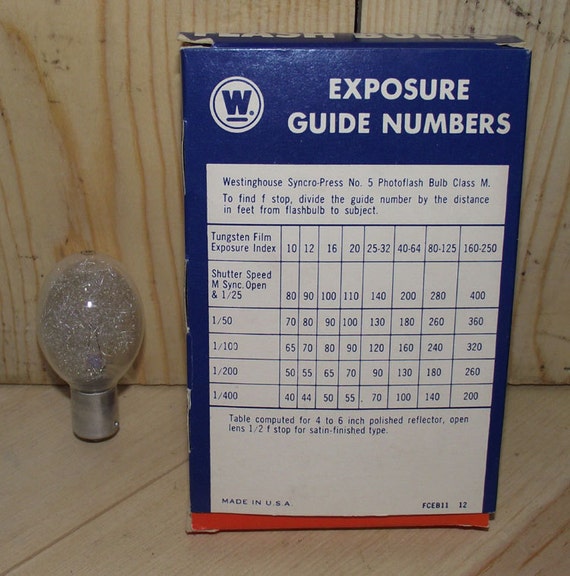 FLASH BULBS
W
EXPOSURE
GUIDE NUMBERS
Westinghouse Syncro-Press No. 5 Photoflash Bulb Class M.
To find f stop, divide the guide number by the distance
in feet from flashbulb to subject.
Tungsten Film
Exposure Index 10 12 16 20 25-32 40-64 80-125 160-250
Shutter Speed
M Sync. Open
& 1/25 80 90 100 110 140 200 280 400
1/50 70 80 90 100 130 180 260 360
1/100 65 70 80 90 120 160 240 320
1/200 50 55 65 70 90 130 180 260
1/400 40 44 50 55 70 100 140 200
Table computed for 4 to 6 inch polished reflector, open
lens 1/2 f stop for satin-finished type.
MADE IN U.S.A FCEB11 12